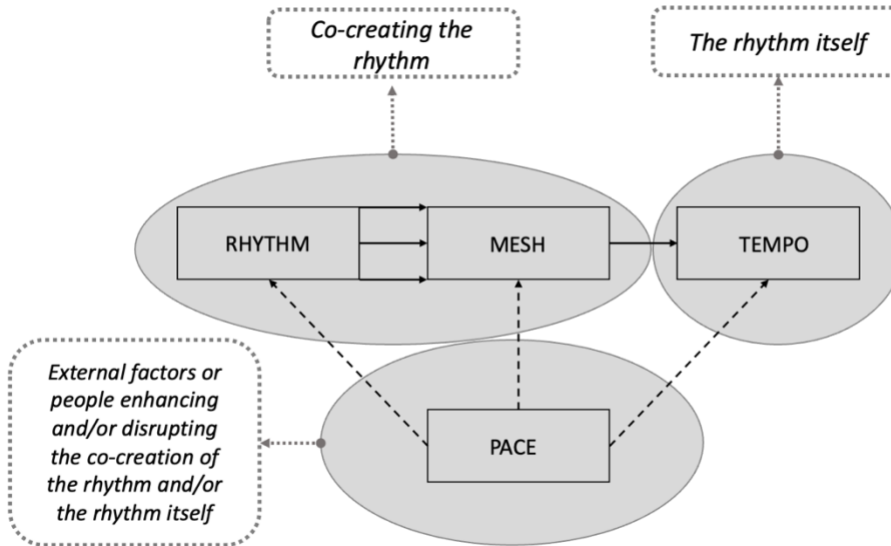 Co-creating the
rhythm
The rhythm itself
RHYTHM
MESH
TEMPO
External factors or
people enhancing
and/or disrupting
the co-creation of
the rhythm and/or
the rhythm itself
PACE